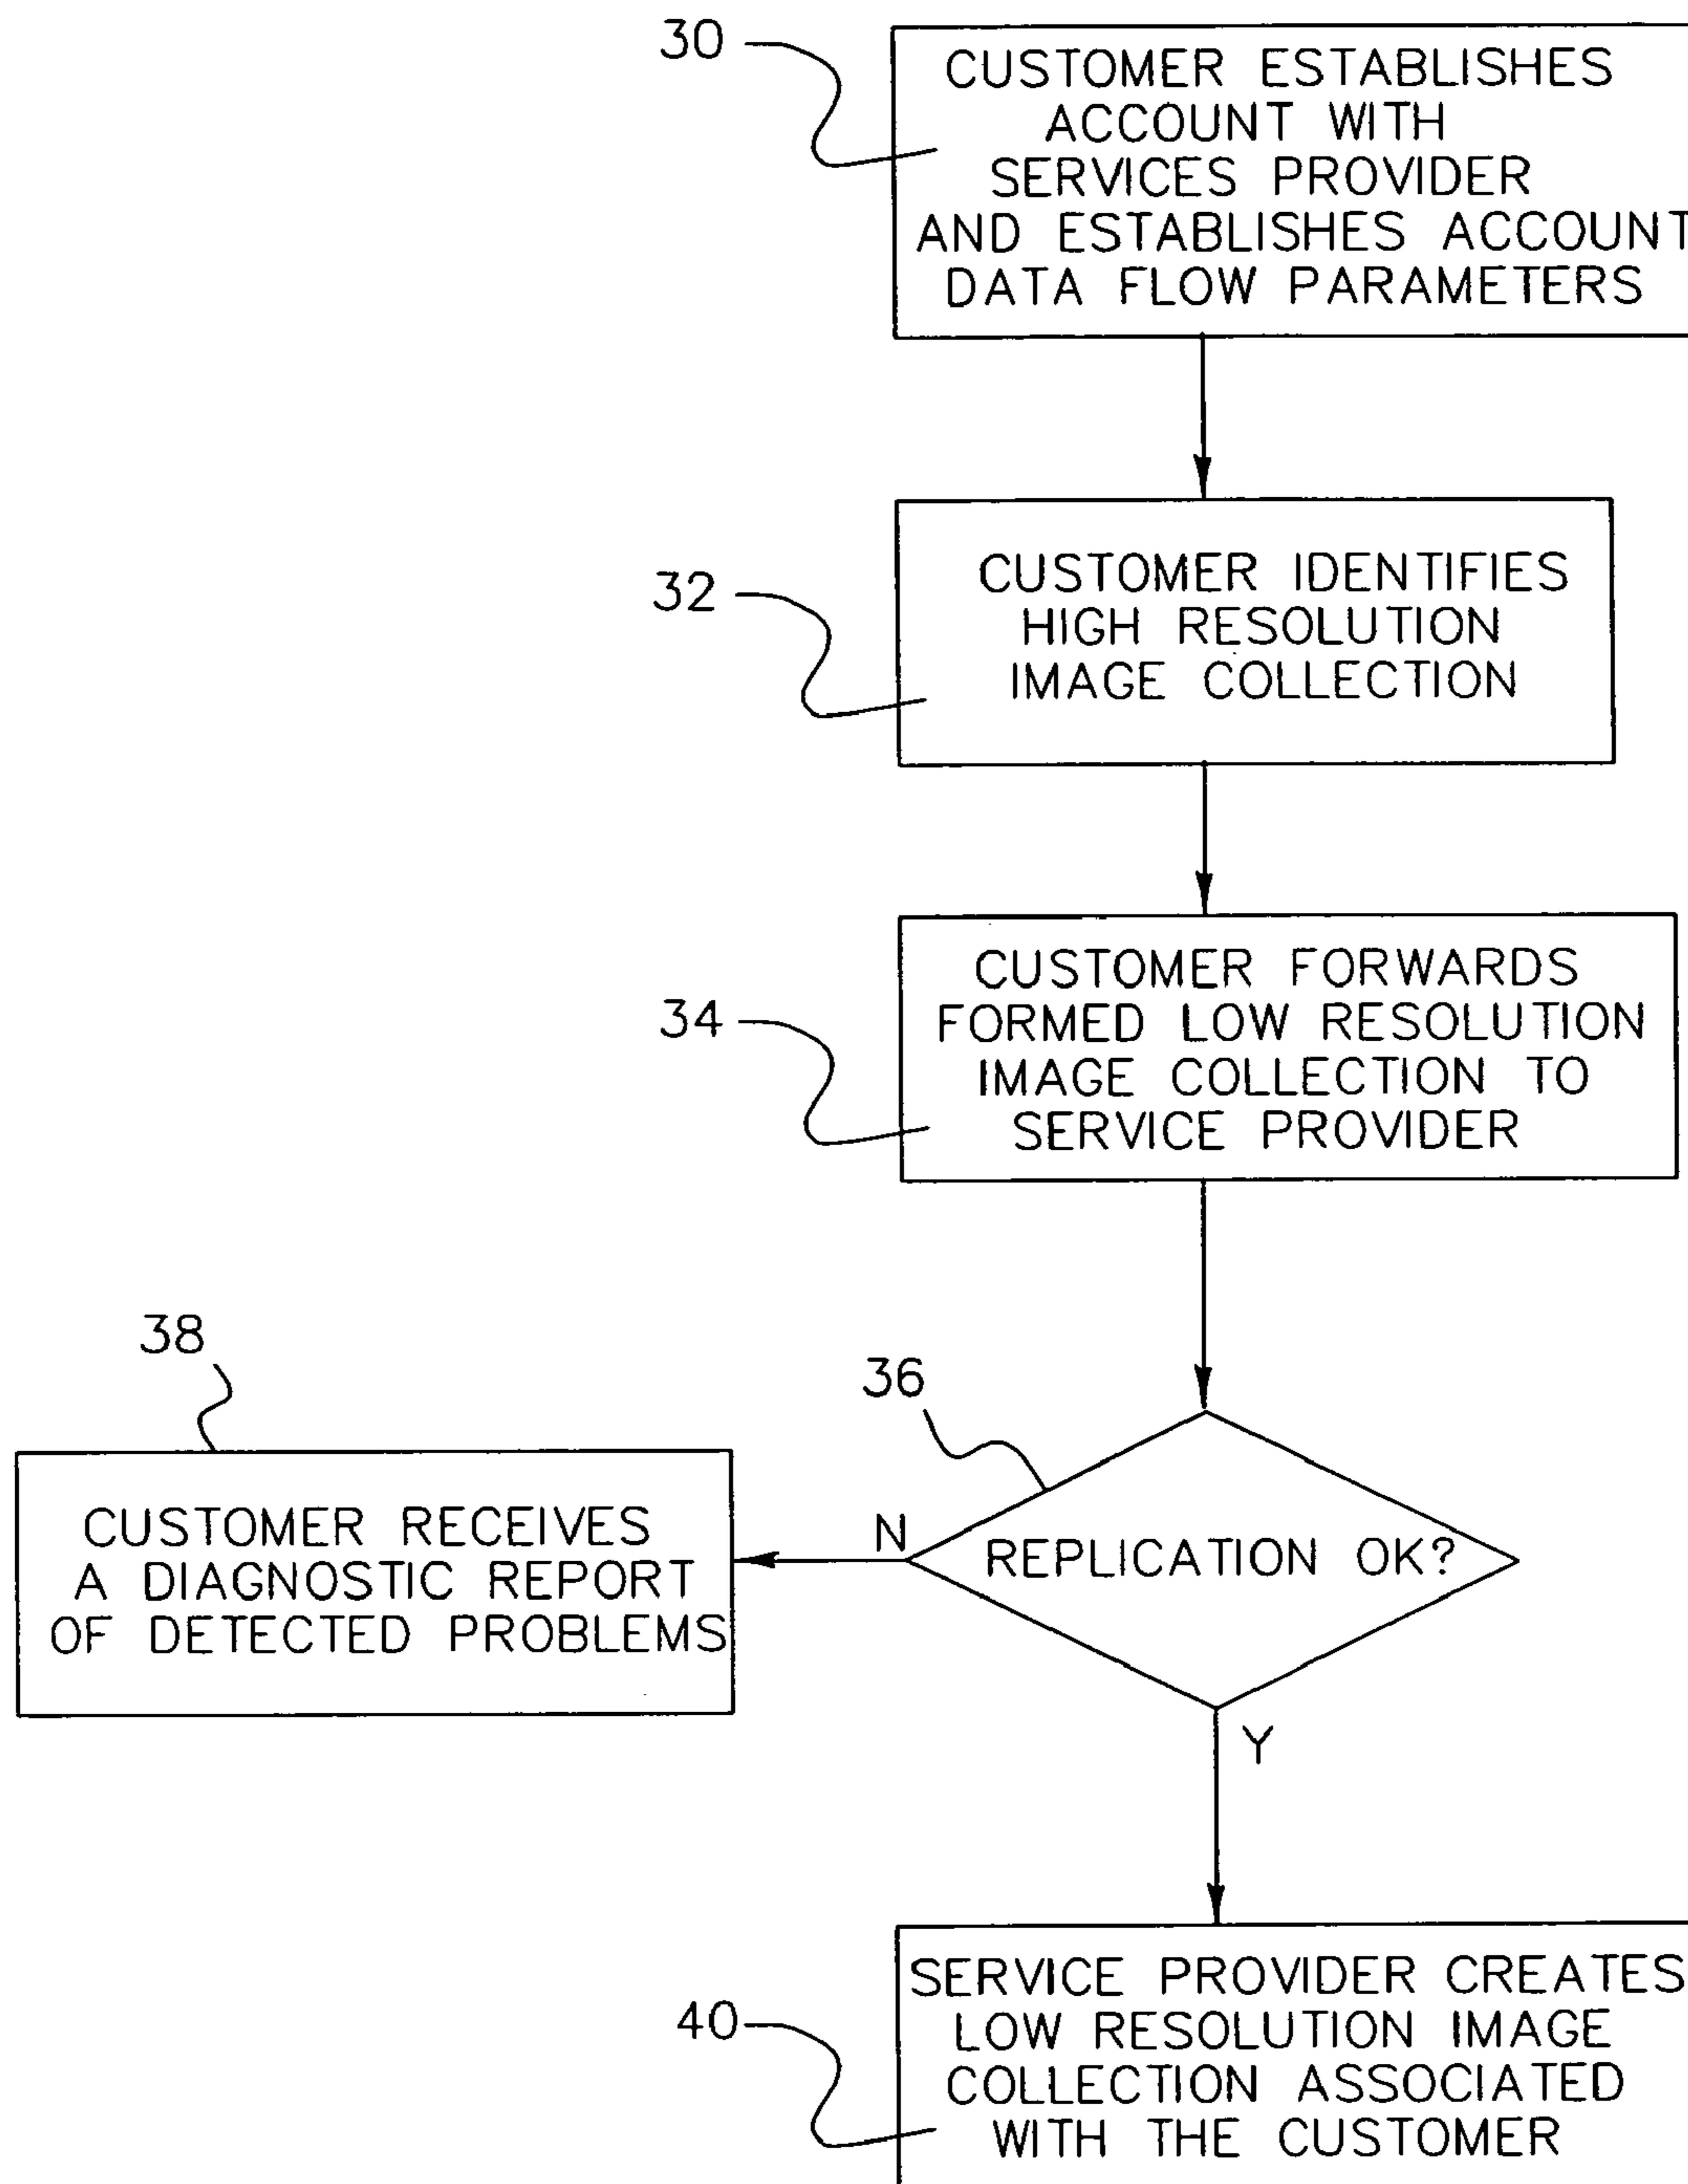 30
CUSTOMER ESTABLISHES
ACCOUNT WITH
SERVICES PROVIDER
AND ESTABLISHES ACCOUNT
DATA FLOW PARAMETERS
32
CUSTOMER IDENTIFIES
HIGH RESOLUTION
IMAGE COLLECTION
34
CUSTOMER FORWARDS
FORMED LOW RESOLUTION
IMAGE COLLECTION TO
SERVICE PROVIDER
36
REPLICATION OK?
N
38
CUSTOMER RECEIVES
A DIAGNOSTIC REPORT
OF DETECTED PROBLEMS
Y
40
SERVICE PROVIDER CREATES
LOW RESOLUTION IMAGE
COLLECTION ASSOCIATED
WITH THE CUSTOMER